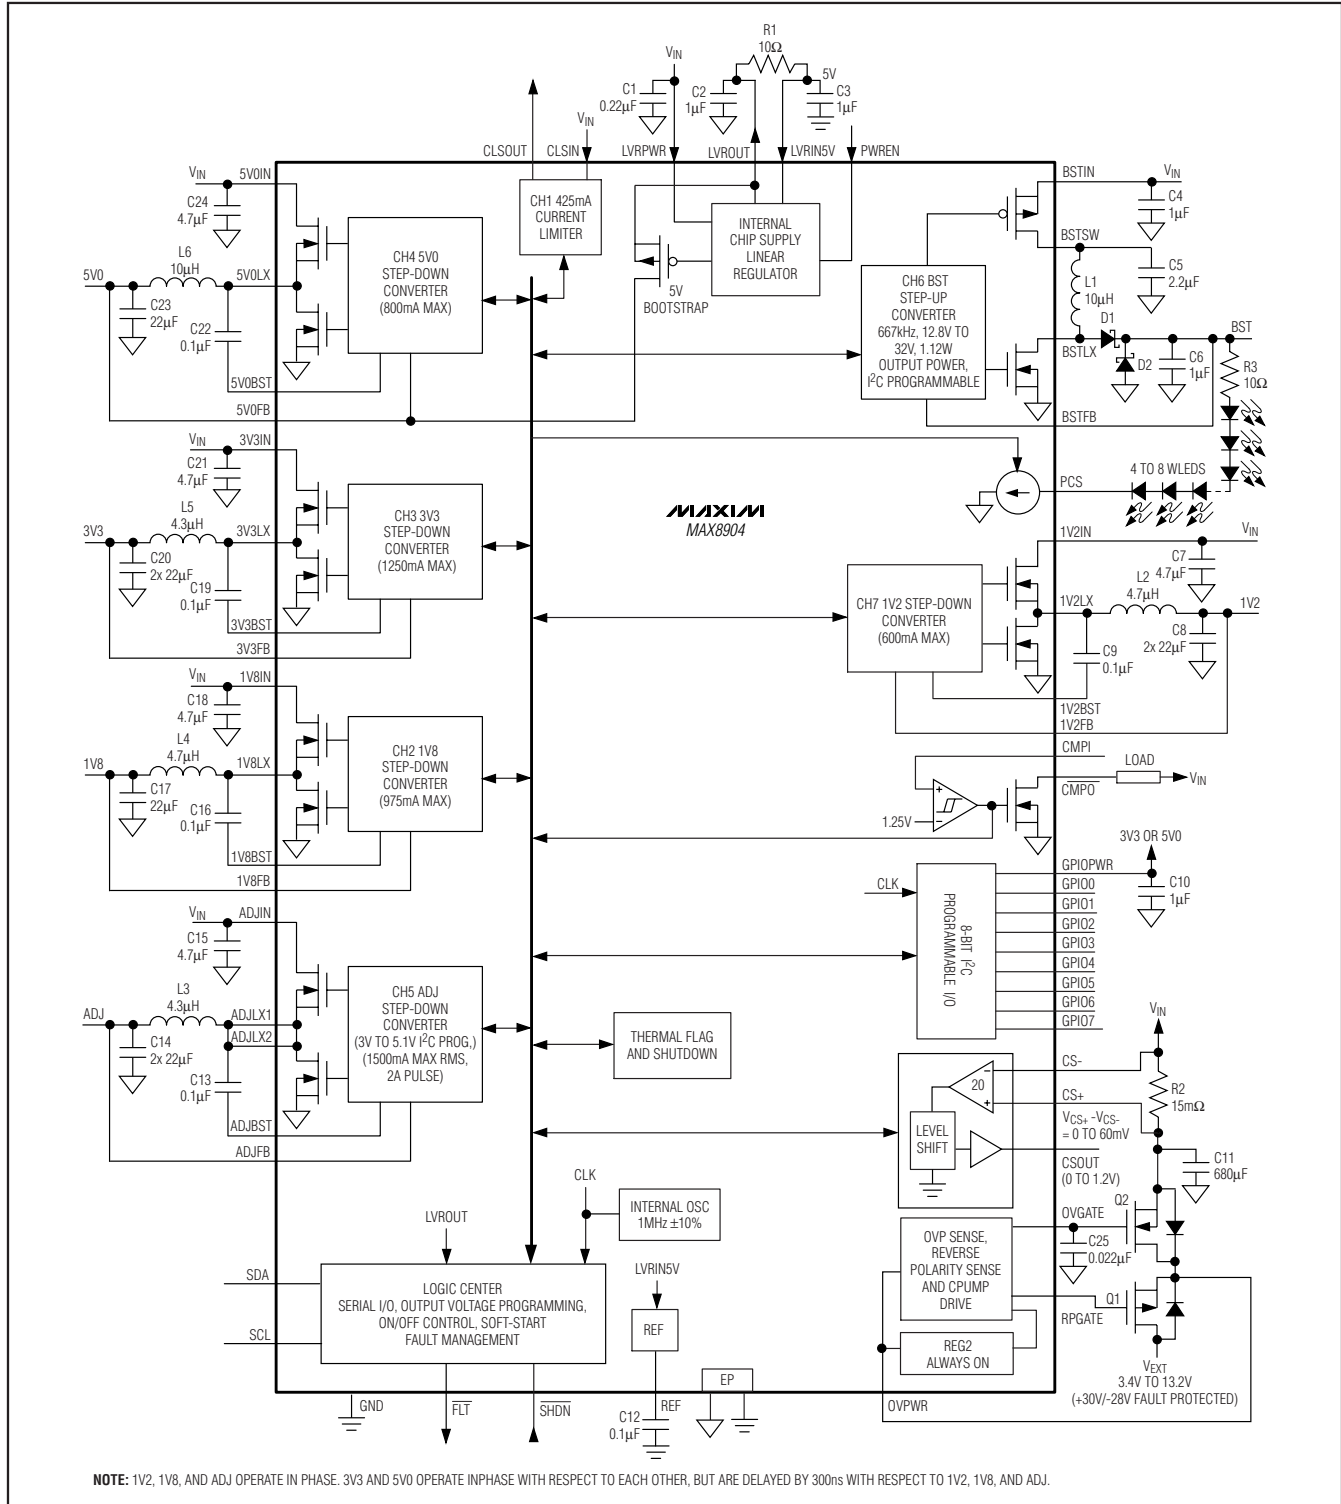 R1
10Ω
VIN
5V
C1
0.22µF
C2
1µF
C3
1µF
VIN
CLSOUT
CLSIN
LVRPWR
LVROUT
LVRIN5V
PWREN
VIN
5V0IN
C24
4.7µF
L6
10µH
5V0
5V0LX
C23
22µF
C22
0.1µF
5V0BST
5V0FB
CH4 5V0
STEP-DOWN
CONVERTER
(800mA MAX)
CH1 425mA
CURRENT
LIMITER
5V
BOOTSTRAP
INTERNAL
CHIP SUPPLY
LINEAR
REGULATOR
CH6 BST
STEP-UP
CONVERTER
667kHz, 12.8V TO
32V, 1.12W
OUTPUT POWER,
I2C PROGRAMMABLE
BSTIN
VIN
C4
1µF
BSTSW
L1
10µH
C5
2.2µF
D1
BST
BSTLX
D2
C6
1µF
R3
10Ω
BSTFB
4 TO 8 WLEDS
PCS
VIN
3V3IN
C21
4.7µF
L5
4.3µH
3V3
3V3LX
C20
2x 22µF
C19
0.1µF
3V3BST
3V3FB
CH3 3V3
STEP-DOWN
CONVERTER
(1250mA MAX)
MAXIM
MAX8904
1V2IN
VIN
C7
4.7µF
L2
4.7µH
CH7 1V2 STEP-DOWN
CONVERTER
(600mA MAX)
1V2LX
1V2
C8
2x 22µF
C9
0.1µF
1V2BST
1V2FB
VIN
1V8IN
C18
4.7µF
L4
4.7µH
1V8
1V8LX
C17
22µF
C16
0.1µF
1V8BST
1V8FB
CH2 1V8
STEP-DOWN
CONVERTER
(975mA MAX)
CMPI
LOAD
VIN
CMPO
+
−
1.25V
3V3 OR 5V0
CLK
8-BIT I2C
PROGRAMMABLE I/O
GPIOPWR
C10
1µF
GPIO0
GPIO1
GPIO2
GPIO3
GPIO4
GPIO5
GPIO6
GPIO7
VIN
ADJIN
C15
4.7µF
L3
4.3µH
ADJ
ADJLX1
ADJLX2
C14
2x 22µF
C13
0.1µF
ADJBST
ADJFB
CH5 ADJ
STEP-DOWN
CONVERTER
(3V TO 5.1V I2C PROG,)
(1500mA MAX RMS,
2A PULSE)
THERMAL FLAG
AND SHUTDOWN
VIN
CS-
20
−
+
CS+
R2
15mΩ
VCS+ -VCS-
= 0 TO 60mV
LEVEL
SHIFT
CSOUT
(0 TO 1.2V)
C11
680µF
Q2
OVGATE
C25
0.022µF
OVP SENSE,
REVERSE
POLARITY SENSE
AND CPUMP
DRIVE
Q1
RPGATE
REG2
ALWAYS ON
VEXT
3.4V TO 13.2V
(+30V/-28V FAULT PROTECTED)
OVPWR
CLK
INTERNAL OSC
1MHz ±10%
LVROUT
SDA
SCL
LOGIC CENTER
SERIAL I/O, OUTPUT VOLTAGE PROGRAMMING,
ON/OFF CONTROL, SOFT-START
FAULT MANAGEMENT
LVRIN5V
REF
EP
GND
FLT
SHDN
REF
C12
0.1µF
NOTE: 1V2, 1V8, AND ADJ OPERATE IN PHASE. 3V3 AND 5V0 OPERATE INPHASE WITH RESPECT TO EACH OTHER, BUT ARE DELAYED BY 300ns WITH RESPECT TO 1V2, 1V8, AND ADJ.